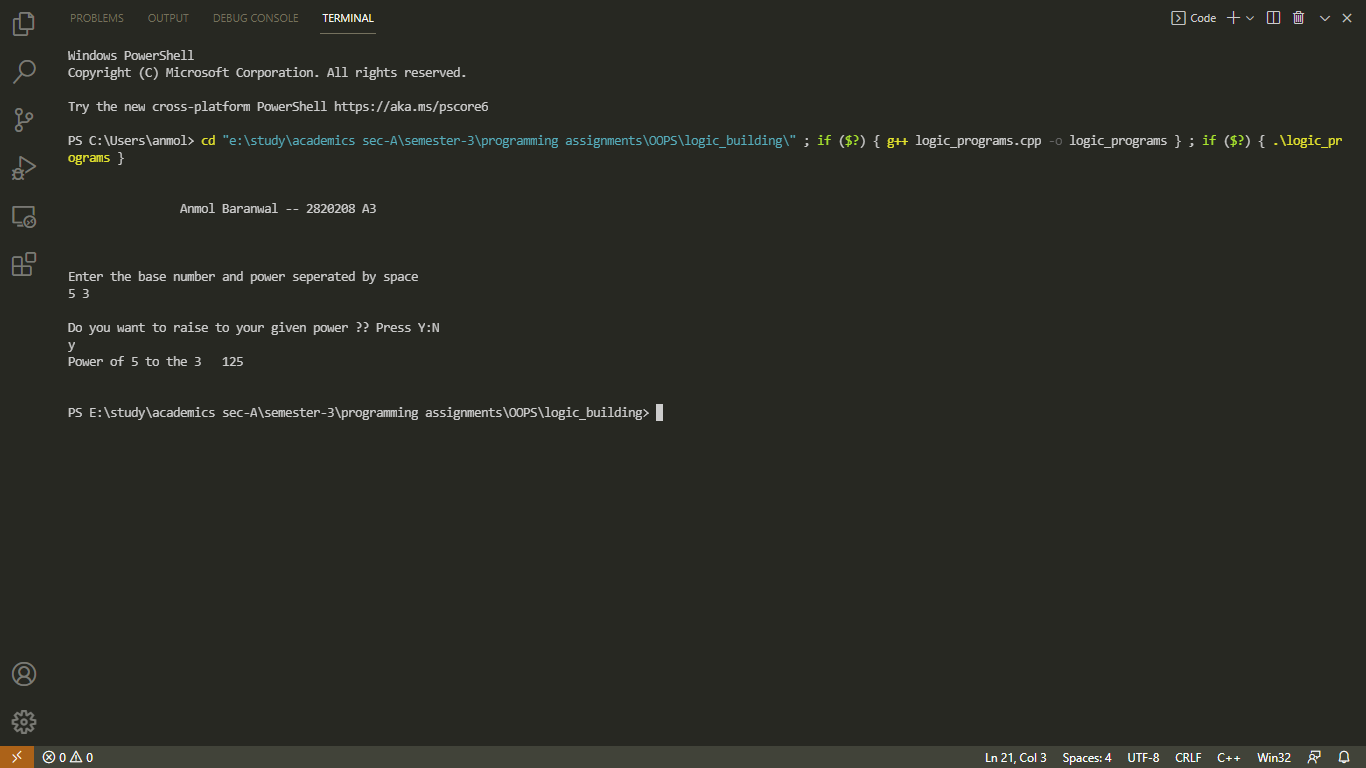 PROBLEMS OUTPUT DEBUG CONSOLE TERMINAL Code
Windows PowerShell
Copyright (C) Microsoft Corporation. All rights reserved.
Try the new cross-platform PowerShell https://aka.ms/pscore6
PS C:\Users\anmol> cd "e:\study\academics sec-A\semester-3\programming assignments\OOPS\logic_building\" ; if ($?) { g++ logic_programs.cpp -o logic_programs } ; if ($?) { .\logic_pr
ograms }
Anmol Baranwal -- 2820208 A3
Enter the base number and power seperated by space
5 3
Do you want to raise to your given power ?? Press Y:N
y
Power of 5 to the 3 125
PS E:\study\academics sec-A\semester-3\programming assignments\OOPS\logic_building>
0 0 Ln 21, Col 3 Spaces: 4 UTF-8 CRLF C++ Win32